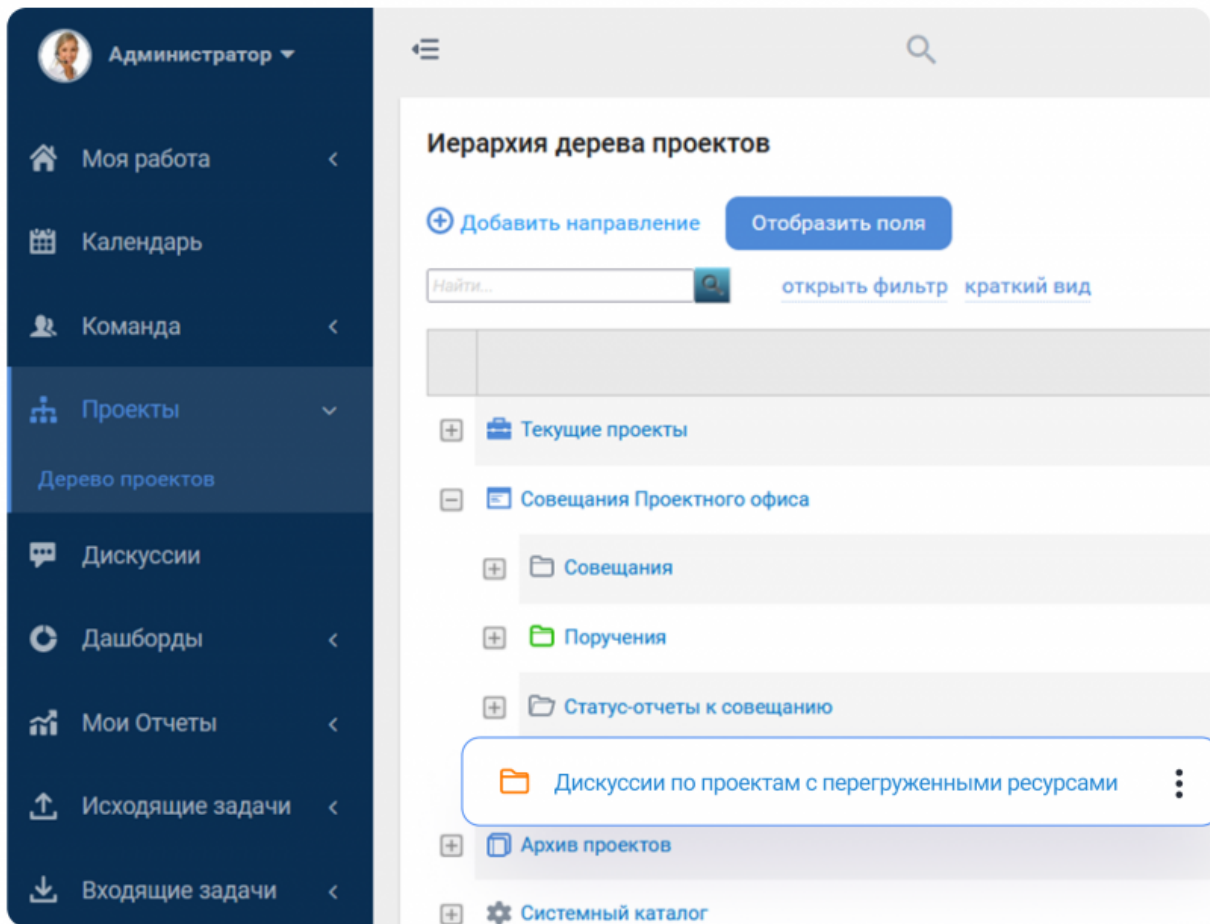 Администратор
Моя работа
Календарь
Команда
Проекты
Дерево проектов
Дискуссии
Дашборды
Мои Отчеты
Исходящие задачи
Входящие задачи
Иерархия дерева проектов
Добавить направление
Отобразить поля
Найти...
открыть фильтр
краткий вид
Текущие проекты
Совещания Проектного офиса
Совещания
Поручения
Статус-отчеты к совещанию
Дискуссии по проектам с перегруженными ресурсами
Архив проектов
Системный каталог